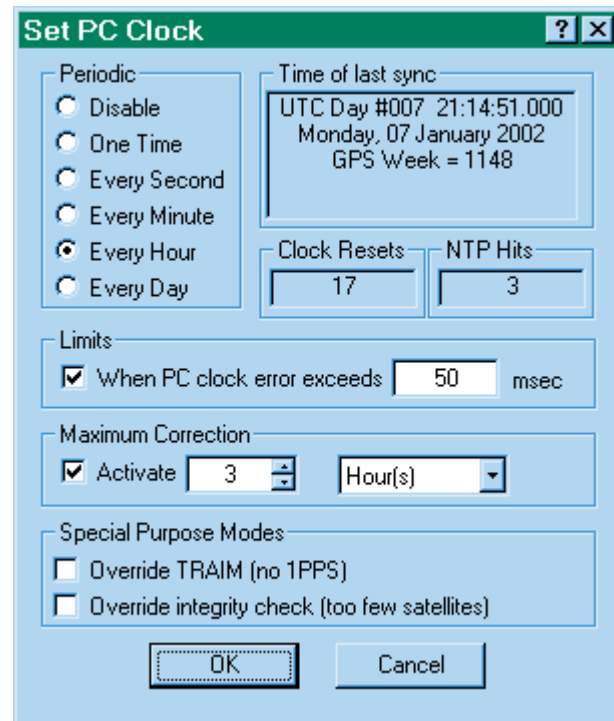 Set PC Clock
Periodic
Disable
One Time
Every Second
Every Minute
Every Hour
Every Day
Time of last sync
UTC Day #007 21:14:51.000
Monday, 07 January 2002
GPS Week = 1148
Clock Resets
17
NTP Hits
3
Limits
When PC clock error exceeds 50 msec
Maximum Correction
Activate 3 Hour(s)
Special Purpose Modes
Override TRAIM (no 1PPS)
Override integrity check (too few satellites)
OK Cancel